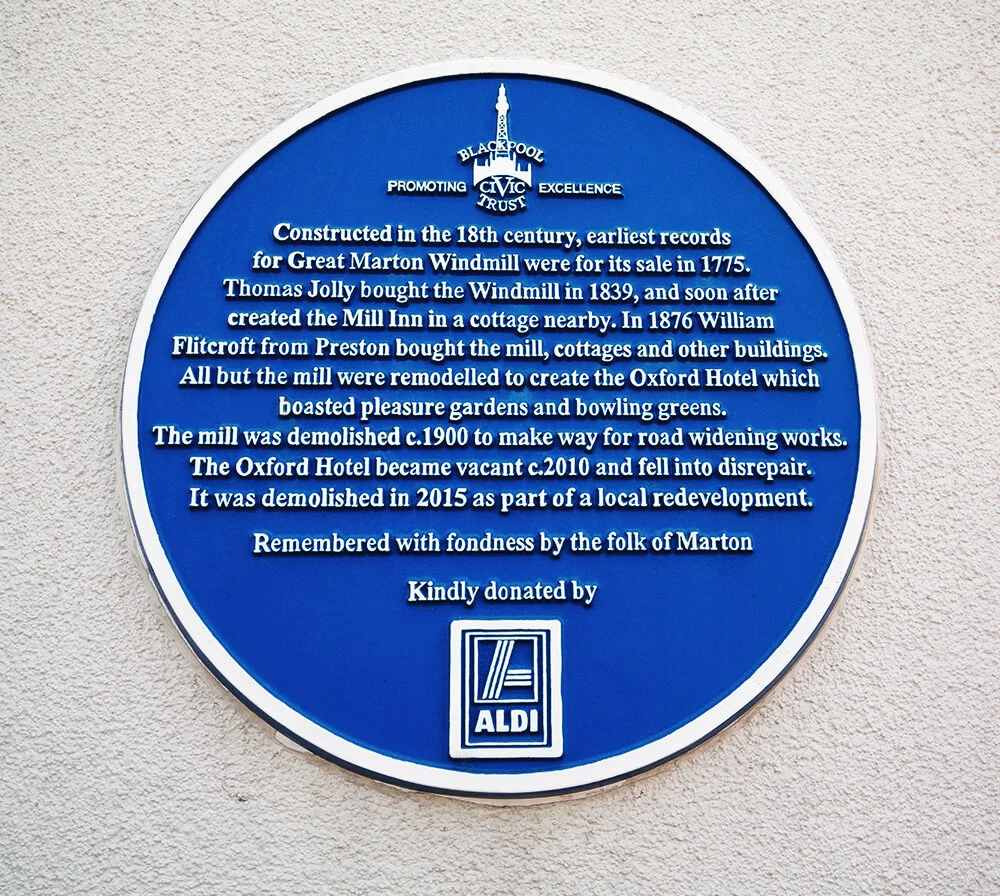 BLACKPOOL
PROMOTING CIVIC EXCELLENCE
TRUST
Constructed in the 18th century, earliest records
for Great Marton Windmill were for its sale in 1775.
Thomas Jolly bought the Windmill in 1839, and soon after
created the Mill Inn in a cottage nearby. In 1876 William
Flitcroft from Preston bought the mill, cottages and other buildings.
All but the mill were remodelled to create the Oxford Hotel which
boasted pleasure gardens and bowling greens.
The mill was demolished c.1900 to make way for road widening works.
The Oxford Hotel became vacant c.2010 and fell into disrepair.
It was demolished in 2015 as part of a local redevelopment.
Remembered with fondness by the folk of Marton
Kindly donated by
ALDI